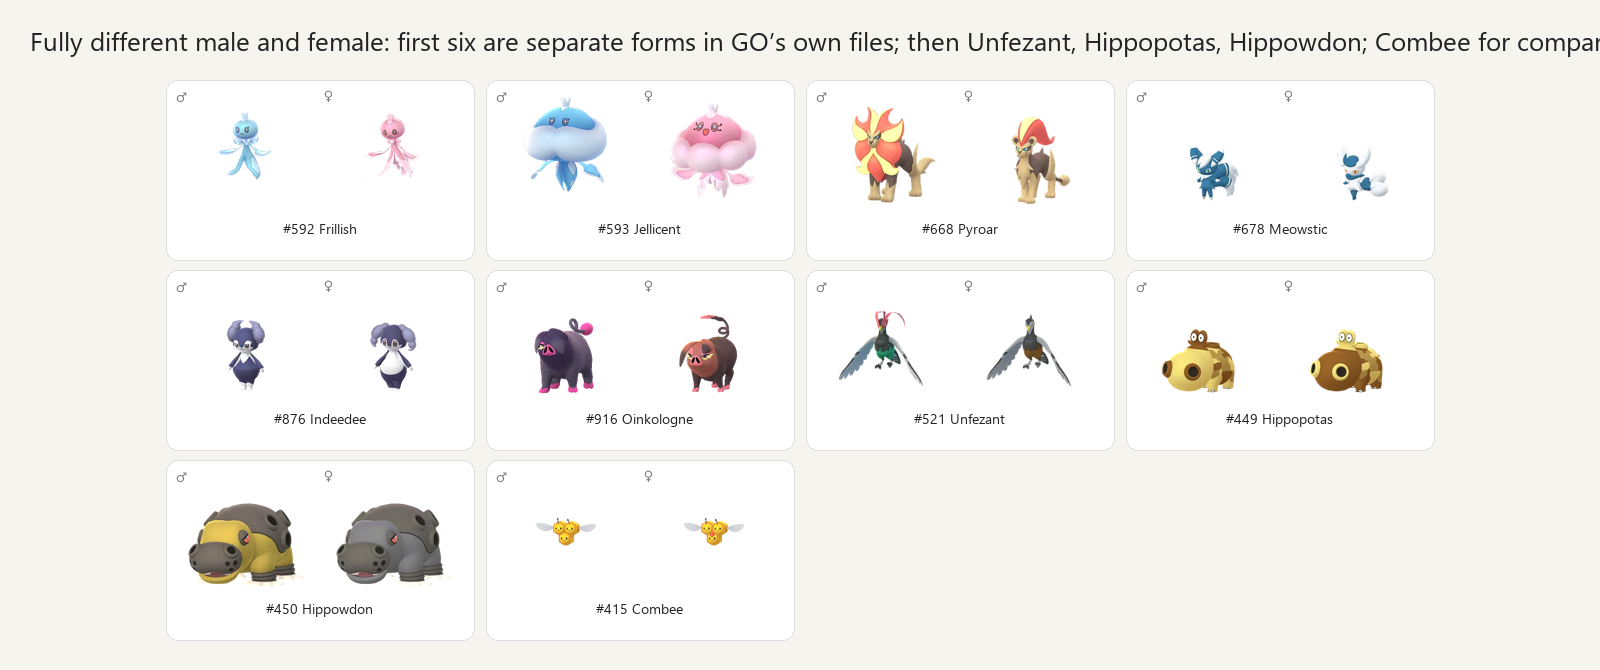 Fully different male and female: first six are separate forms in GO’s own files; then Unfezant, Hippopotas, Hippowdon; Combee for compar
♂ ♀ ♂ ♀ ♂ ♀ ♂ ♀
#592 Frillish #593 Jellicent #668 Pyroar #678 Meowstic
♂ ♀ ♂ ♀ ♂ ♀ ♂ ♀
#876 Indeedee #916 Oinkologne #521 Unfezant #449 Hippopotas
♂ ♀ ♂ ♀
#450 Hippowdon #415 Combee